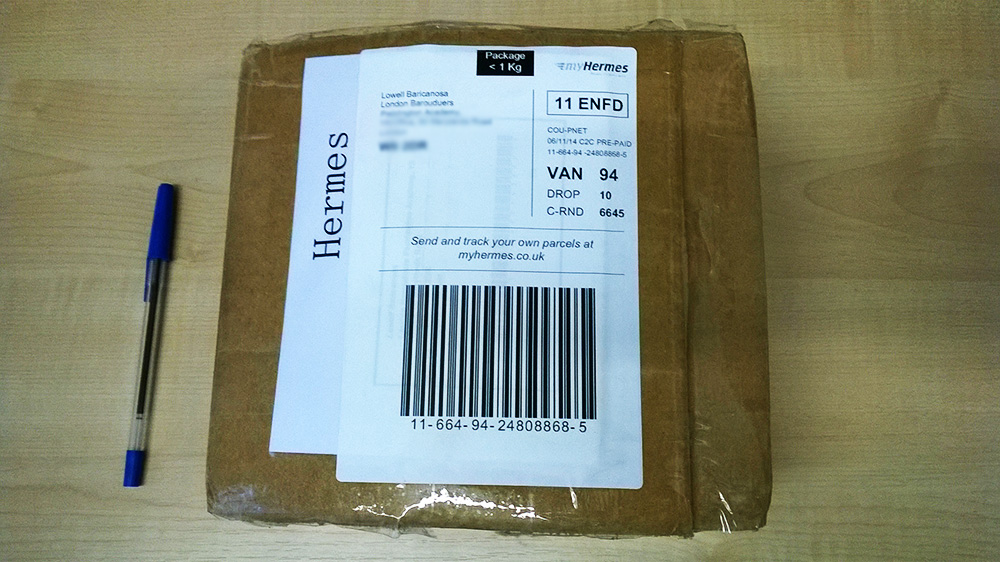 Package
< 1 Kg
myHermes
Lowell Baricanosa
London Barouduers
11 ENFD
COU-PNET
06/11/14 C2C PRE-PAID
11-664-94 -24808868-5
VAN 94
DROP 10
C-RND 6645
Hermes
Send and track your own parcels at
myhermes.co.uk
11-664-94-24808868-5